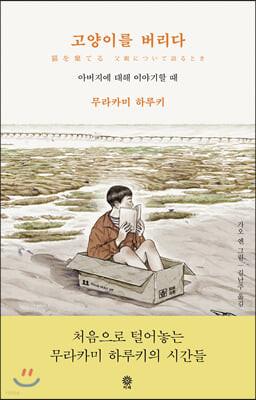 고양이를 버리다
猫を棄てる 父親について語るとき
아버지에 대해 이야기할 때
무라카미 하루키
가오 옌 그림 | 김난주 옮김
처음으로 털어놓는
무라카미 하루키의 시간들
비채
yes24